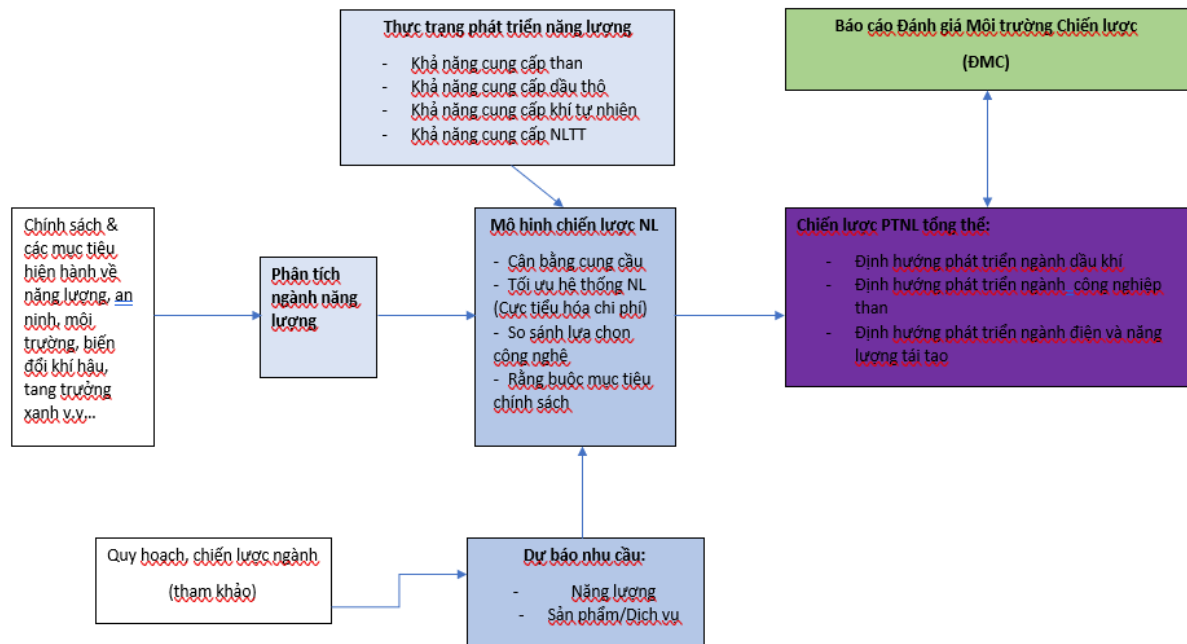 Thực trạng phát triển năng lượng
- Khả năng cung cấp than
- Khả năng cung cấp dầu thô
- Khả năng cung cấp khí tự nhiên
- Khả năng cung cấp NLTT
Báo cáo Đánh giá Môi trường Chiến lược
(ĐMC)
Chính sách &
các mục tiêu
hiện hành về
năng lượng, an
ninh, môi
trường, biến
đổi khí hậu,
tang trưởng
xanh v.v...
Phân tích
ngành năng
lượng
Mô hình chiến lược NL
- Cân bằng cung cầu
- Tối ưu hệ thống NL
(Cực tiểu hóa chi phí)
- So sánh lựa chọn
công nghệ
- Rằng buộc mục tiêu
chính sách
Chiến lược PTNL tổng thể:
- Định hướng phát triển ngành dầu khí
- Định hướng phát triển ngành công nghiệp
than
- Định hướng phát triển ngành điện và năng
lượng tái tạo
Quy hoạch, chiến lược ngành
(tham khảo)
Dự báo nhu cầu:
- Năng lượng
- Sản phẩm/Dịch vụ